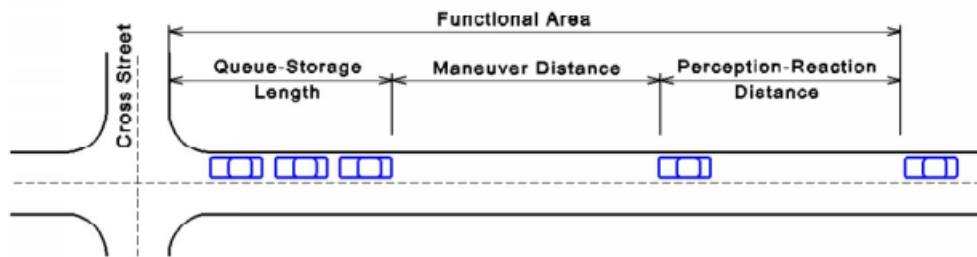 Functional Area
Queue-Storage
Length
Maneuver Distance
Perception-Reaction
Distance
Cross Street